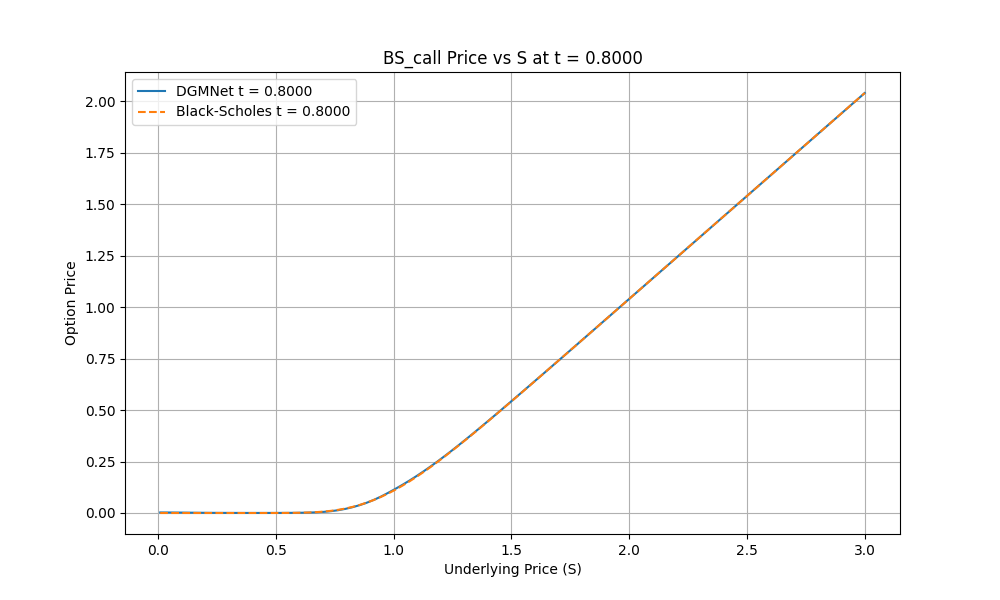 BS_call Price vs S at t = 0.8000
DGMNet t = 0.8000
Black-Scholes t = 0.8000
Option Price
2.00
1.75
1.50
1.25
1.00
0.75
0.50
0.25
0.00
0.0 0.5 1.0 1.5 2.0 2.5 3.0
Underlying Price (S)